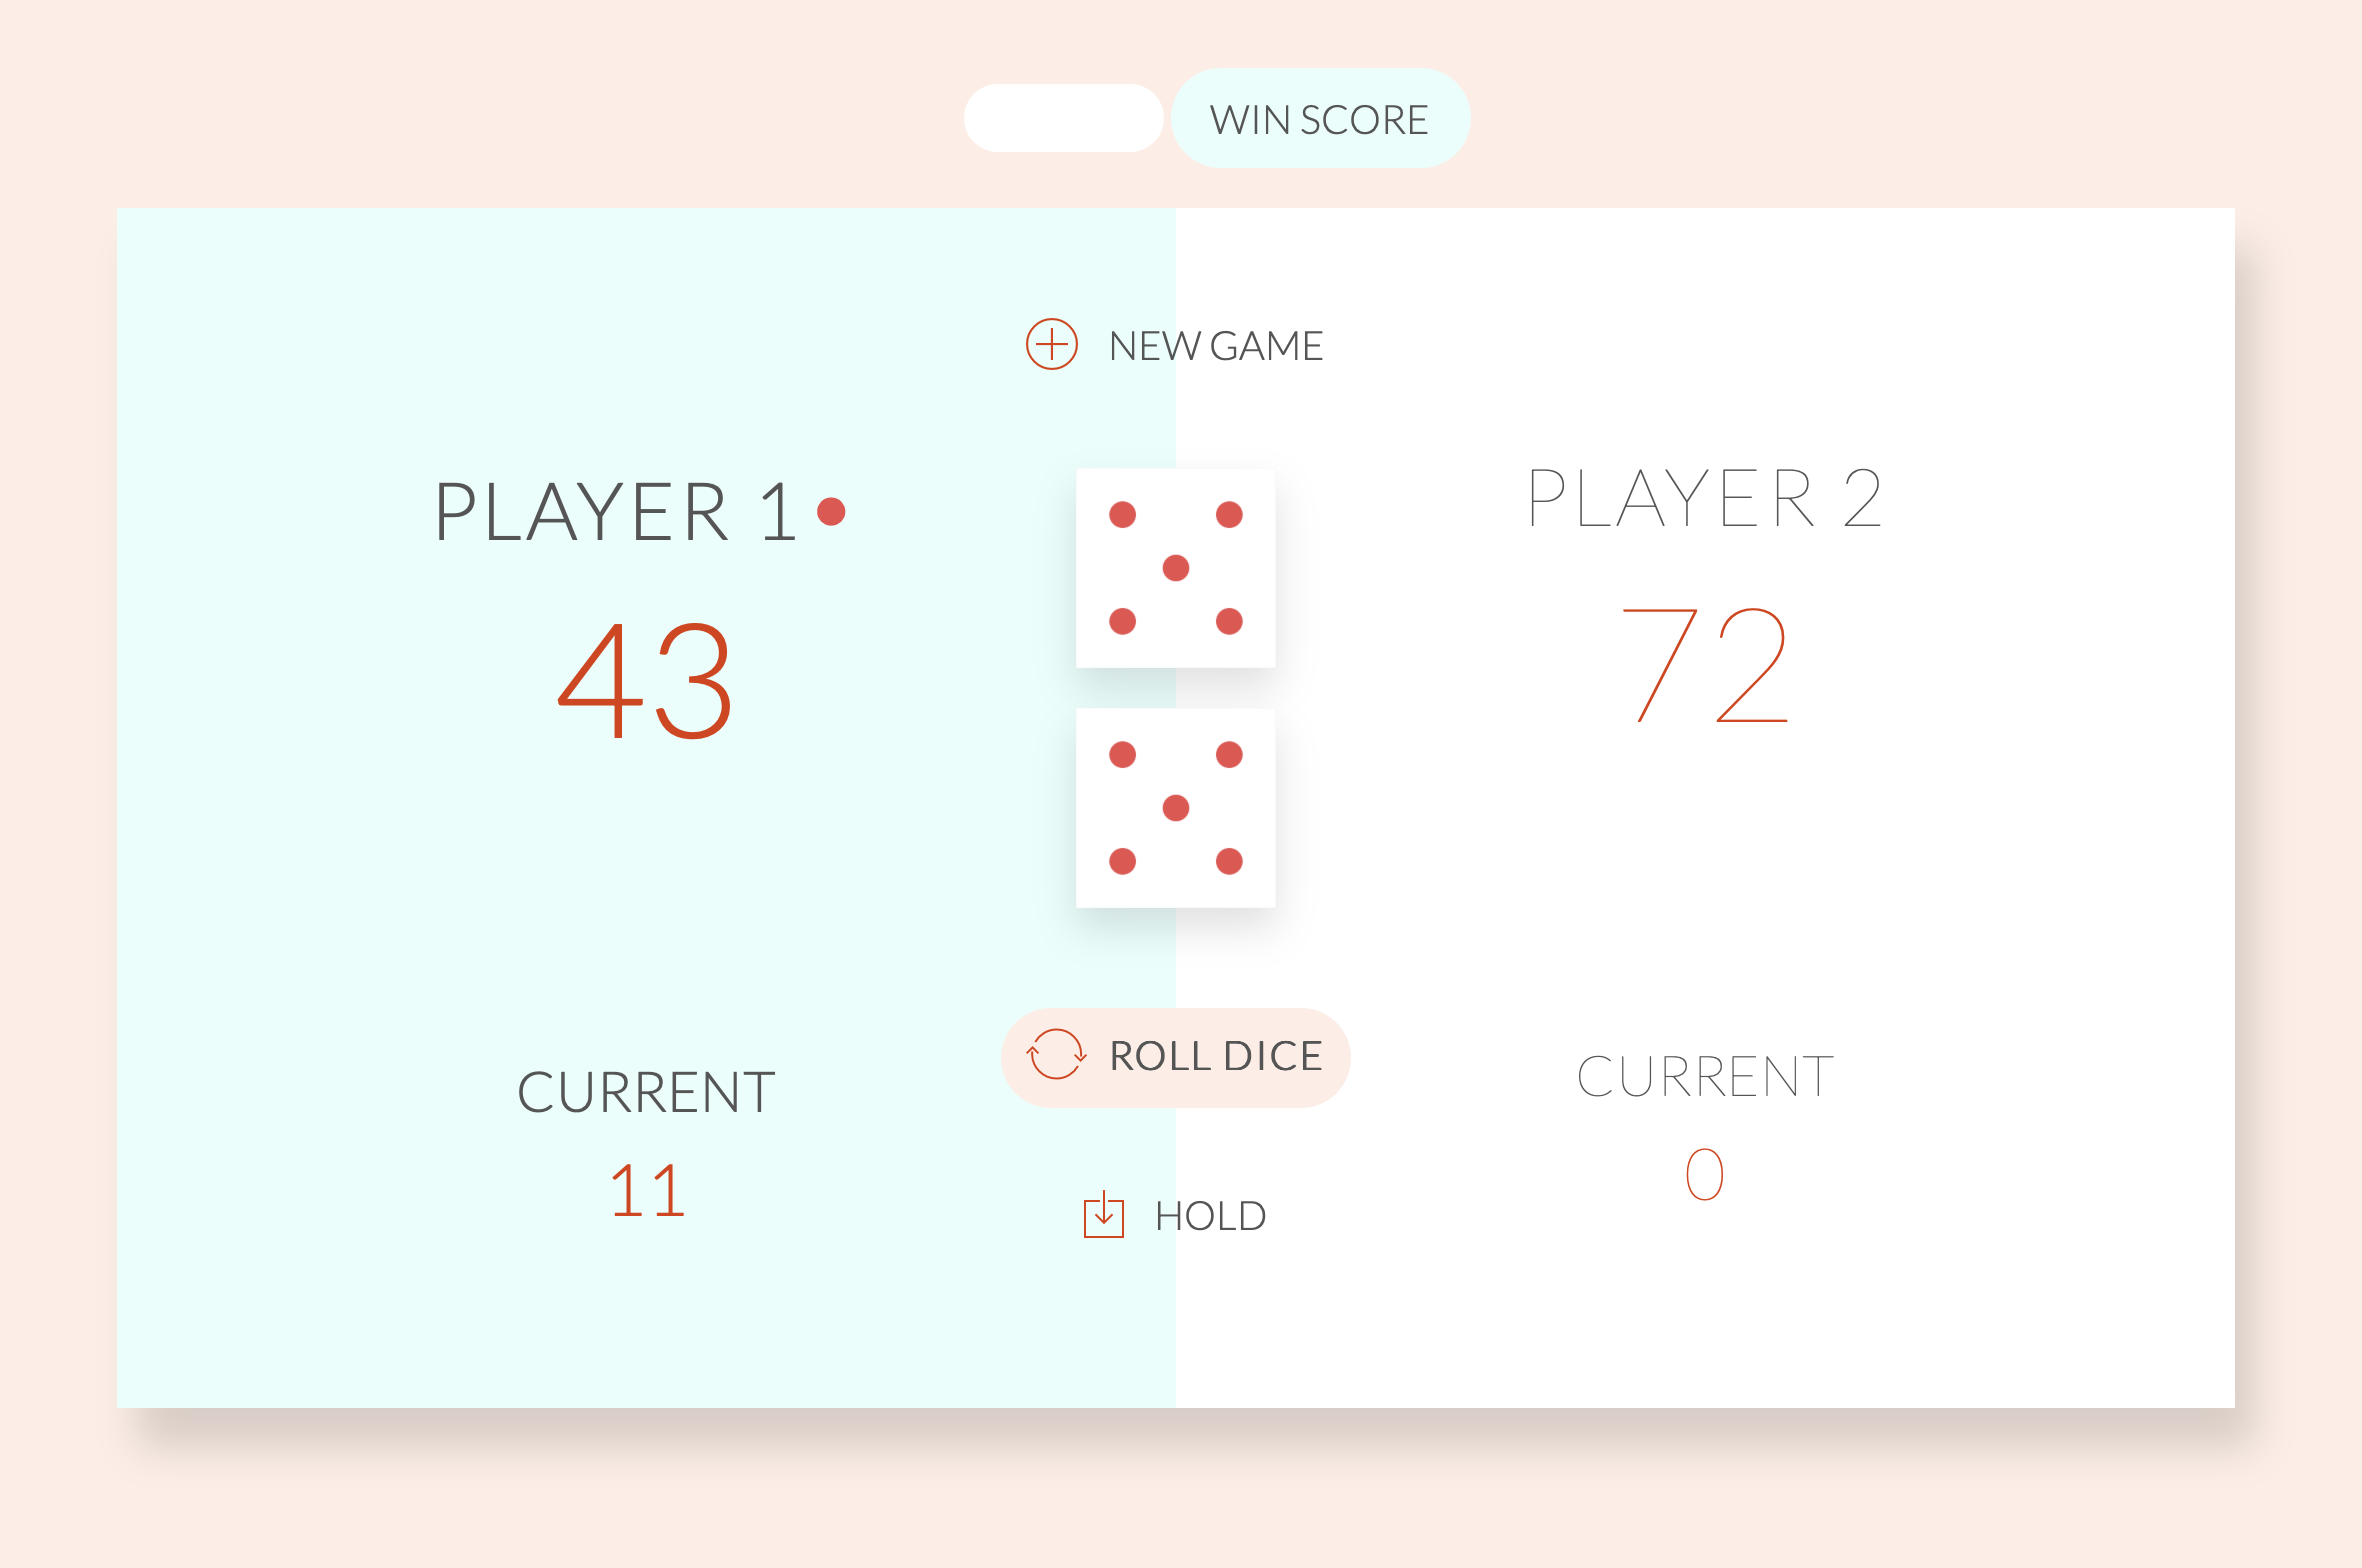 WIN SCORE
NEW GAME
PLAYER 1
43
PLAYER 2
72
ROLL DICE
CURRENT
11
CURRENT
0
HOLD